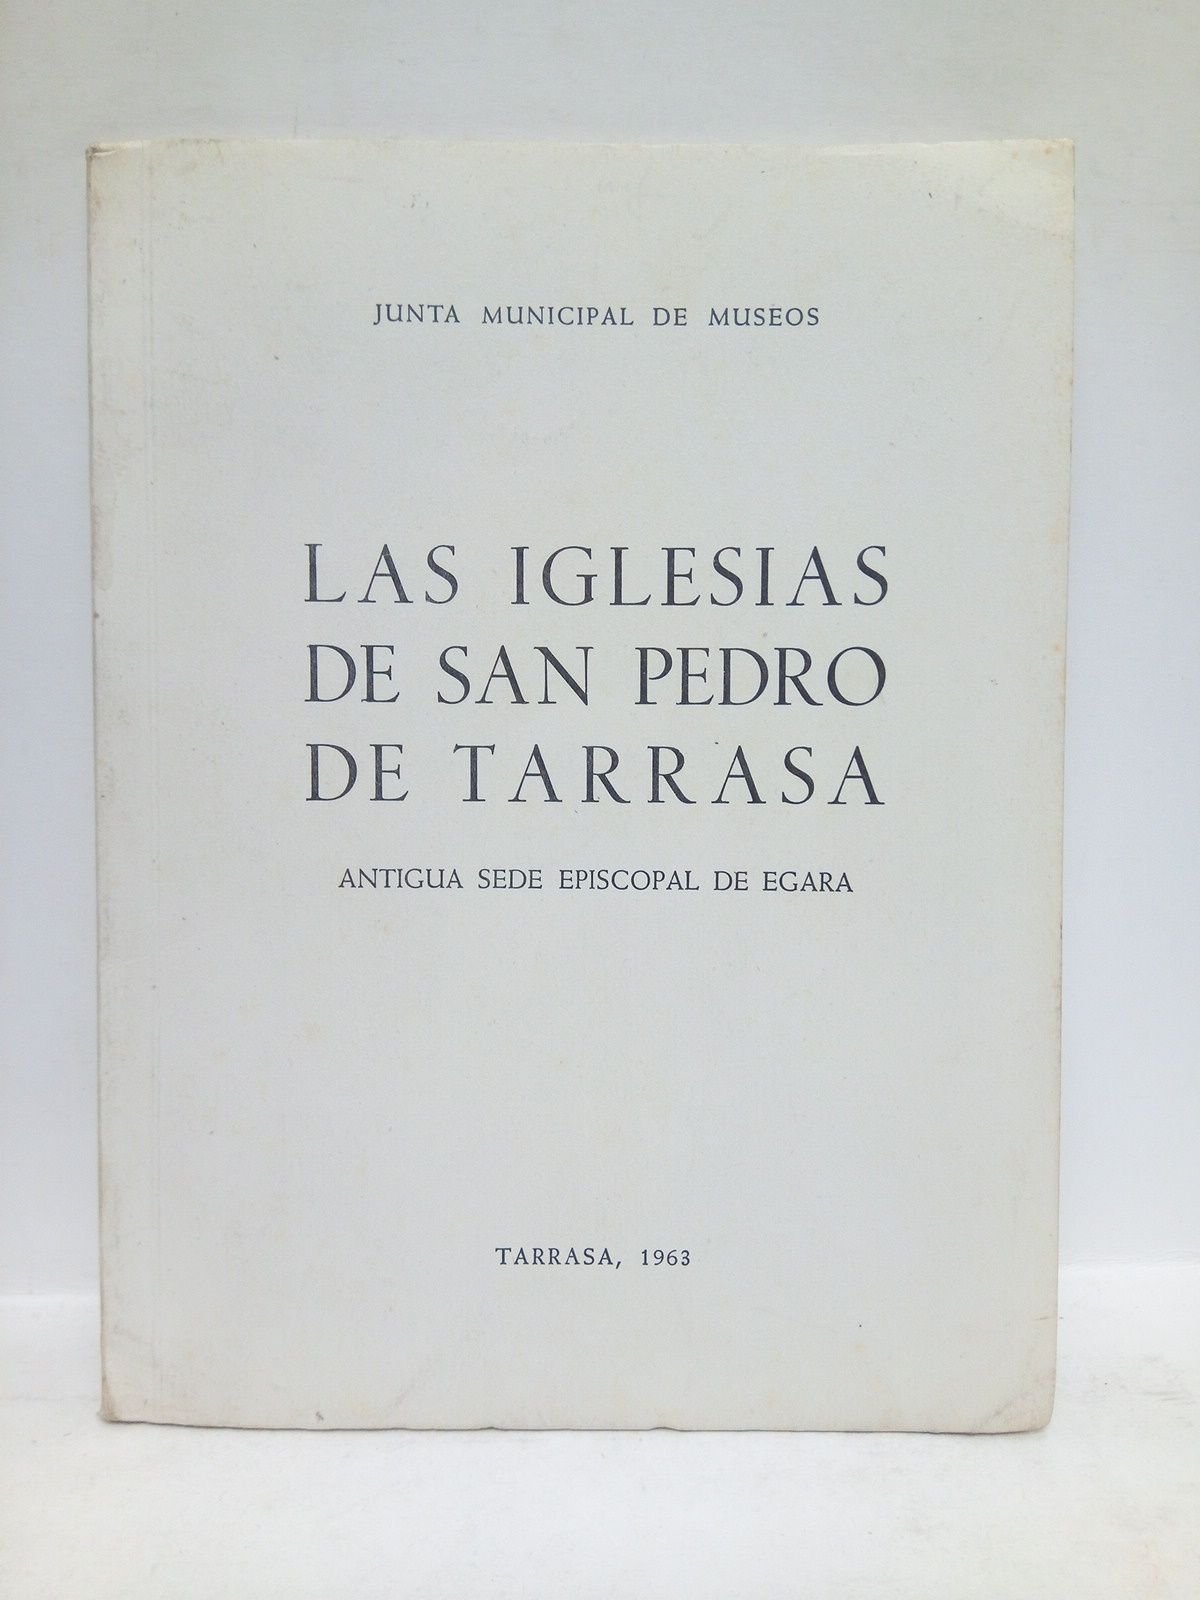 JUNTA MUNICIPAL DE MUSEOS
LAS IGLESIAS
DE SAN PEDRO
DE TARRASA
ANTIGUA SEDE EPISCOPAL DE EGARA
TARRASA, 1963